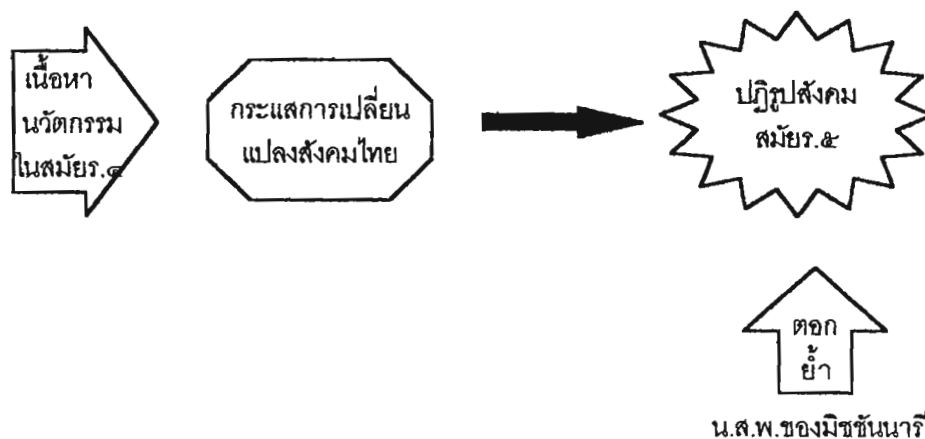 เนื้อหา
นวัตกรรม
ในสมัยร.๔
กระแสการเปลี่ยน
แปลงสังคมไทย
ปฏิรูปสังคม
สมัยร.๕
ตอก
ย้ำ
น.ส.พ.ของมิชชันนารี